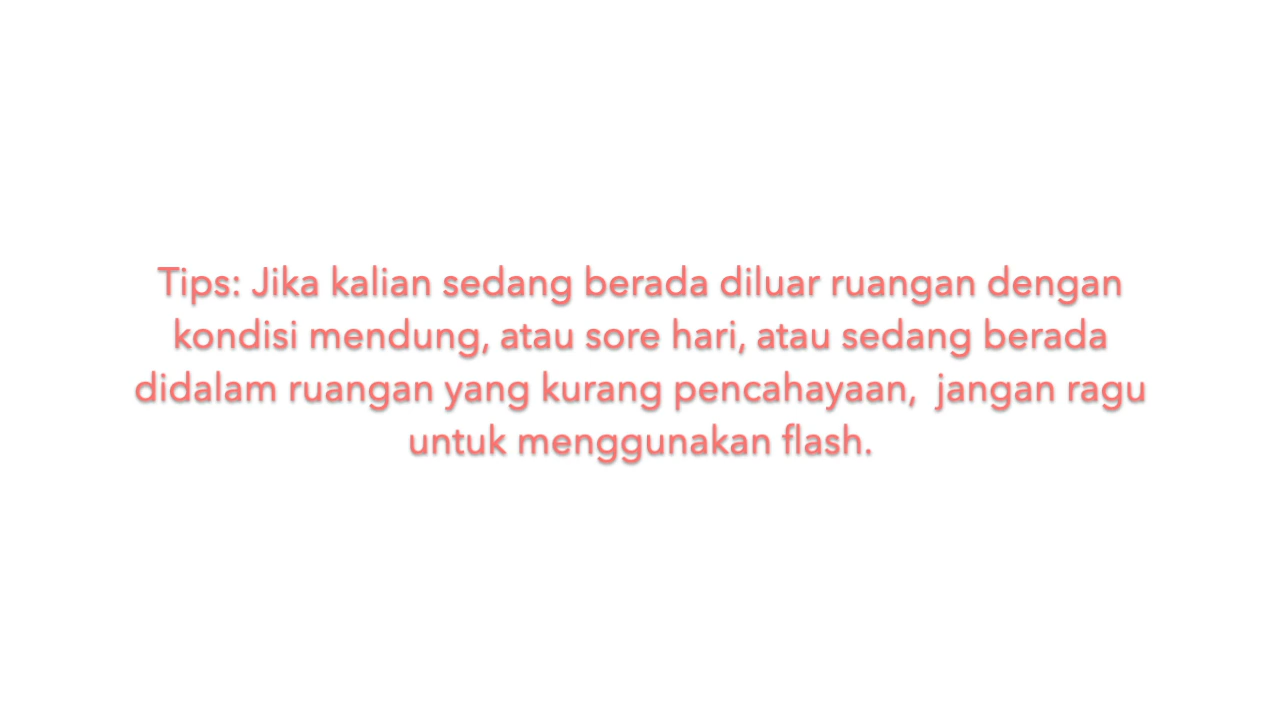 Tips: Jika kalian sedang berada diluar ruangan dengan
kondisi mendung, atau sore hari, atau sedang berada
didalam ruangan yang kurang pencahayaan,  jangan ragu
untuk menggunakan flash.